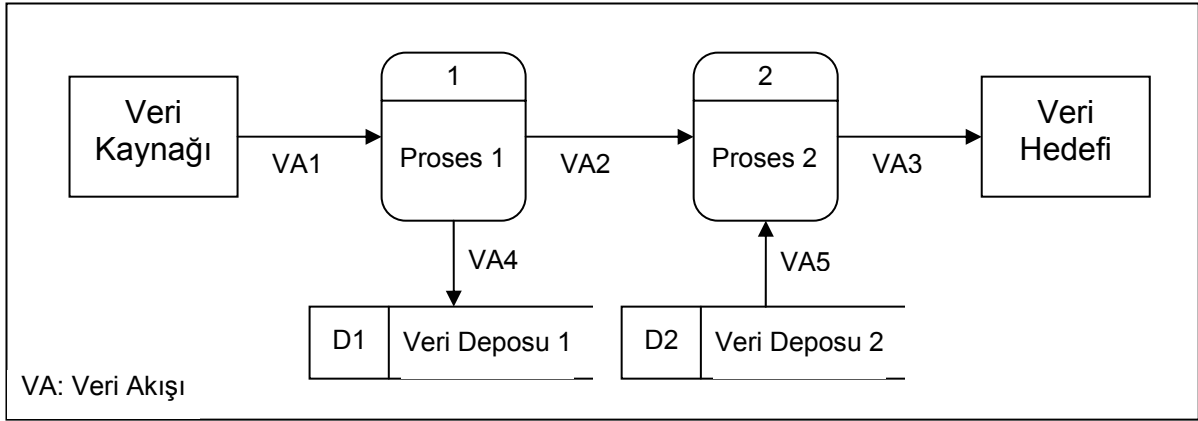 1
2
Veri
Kaynağı
VA1
Proses 1
VA2
Proses 2
VA3
Veri
Hedefi
VA4
VA5
D1
Veri Deposu 1
D2
Veri Deposu 2
VA: Veri Akışı